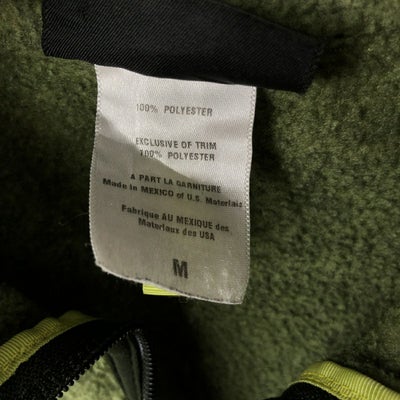 100% POLYESTER
EXCLUSIVE OF TRIM
100% POLYESTER
A PART LA GARNITURE
Made in MEXICO of U.S. Materials
Fabrique AU MEXIQUE des
Materiaux des USA
M